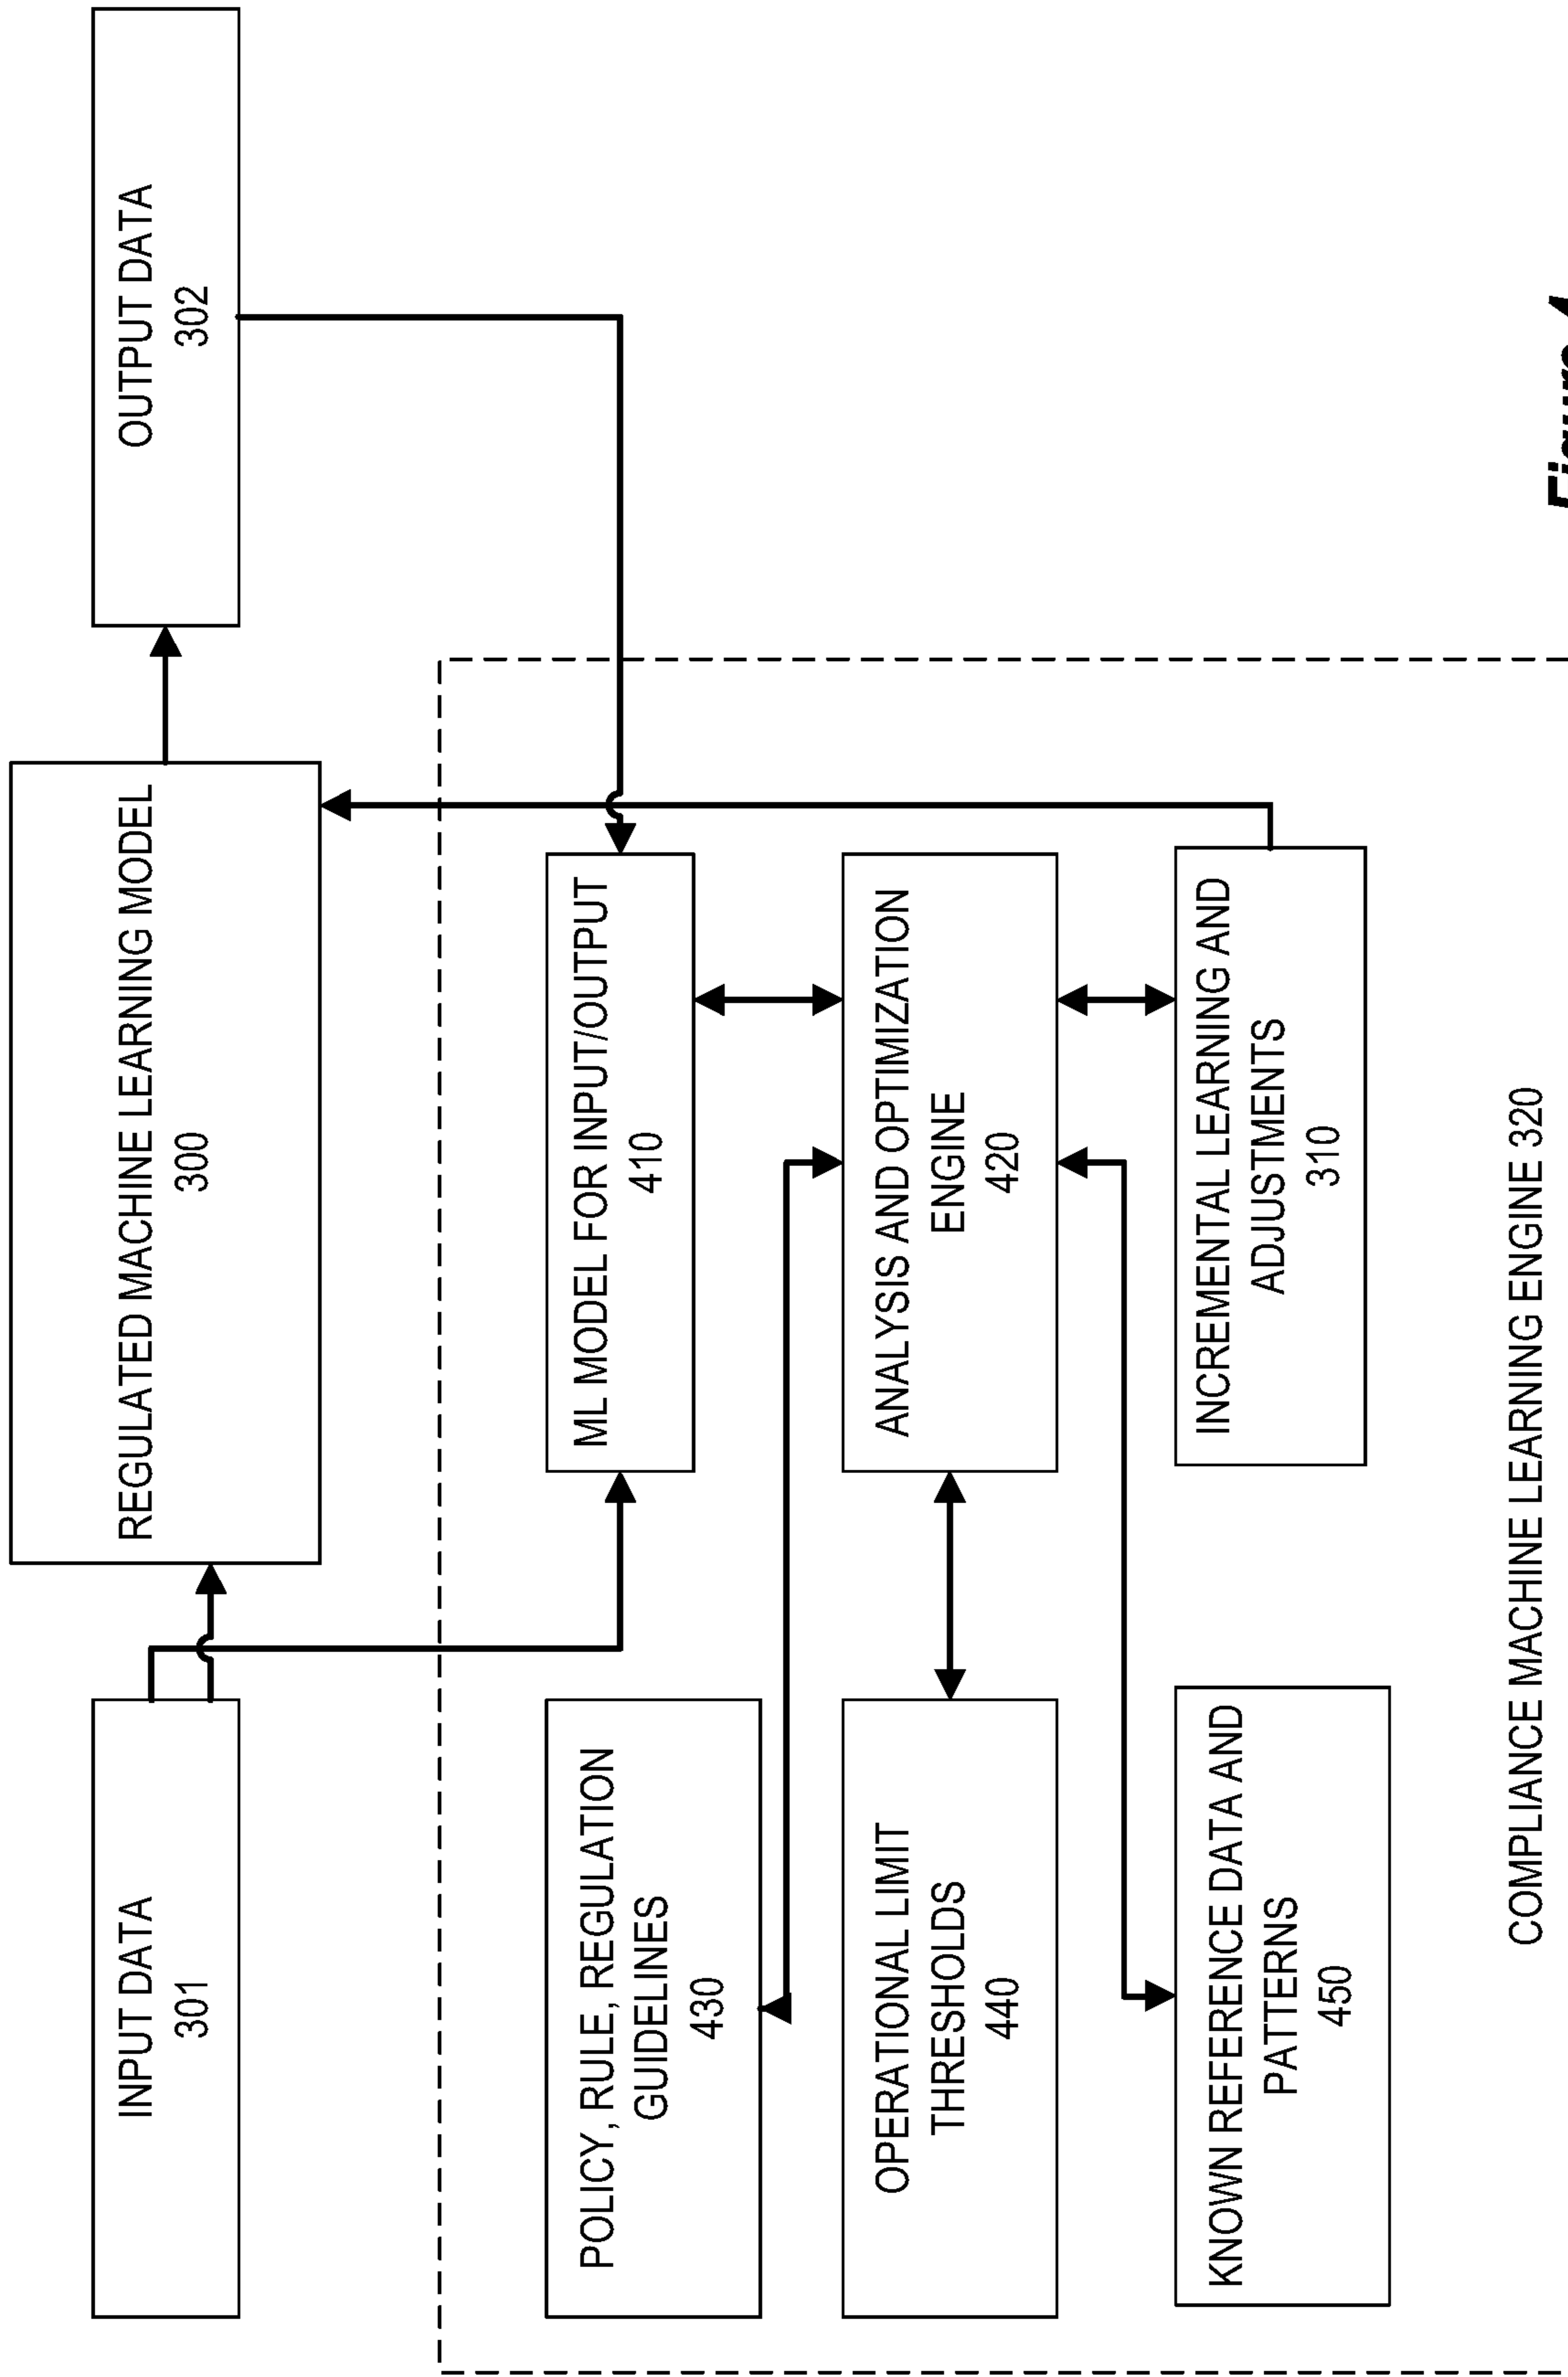 INPUT DATA
301
REGULATED MACHINE LEARNING MODEL
300
OUTPUT DATA
302
POLICY, RULE, REGULATION
GUIDELINES
430
ML MODEL FOR INPUT/OUTPUT
410
OPERATIONAL LIMIT
THRESHOLDS
440
ANALYSIS AND OPTIMIZATION
ENGINE
420
KNOWN REFERENCE DATA AND
PATTERNS
450
INCREMENTAL LEARNING AND
ADJUSTMENTS
310
COMPLIANCE MACHINE LEARNING ENGINE 320
Figure 4